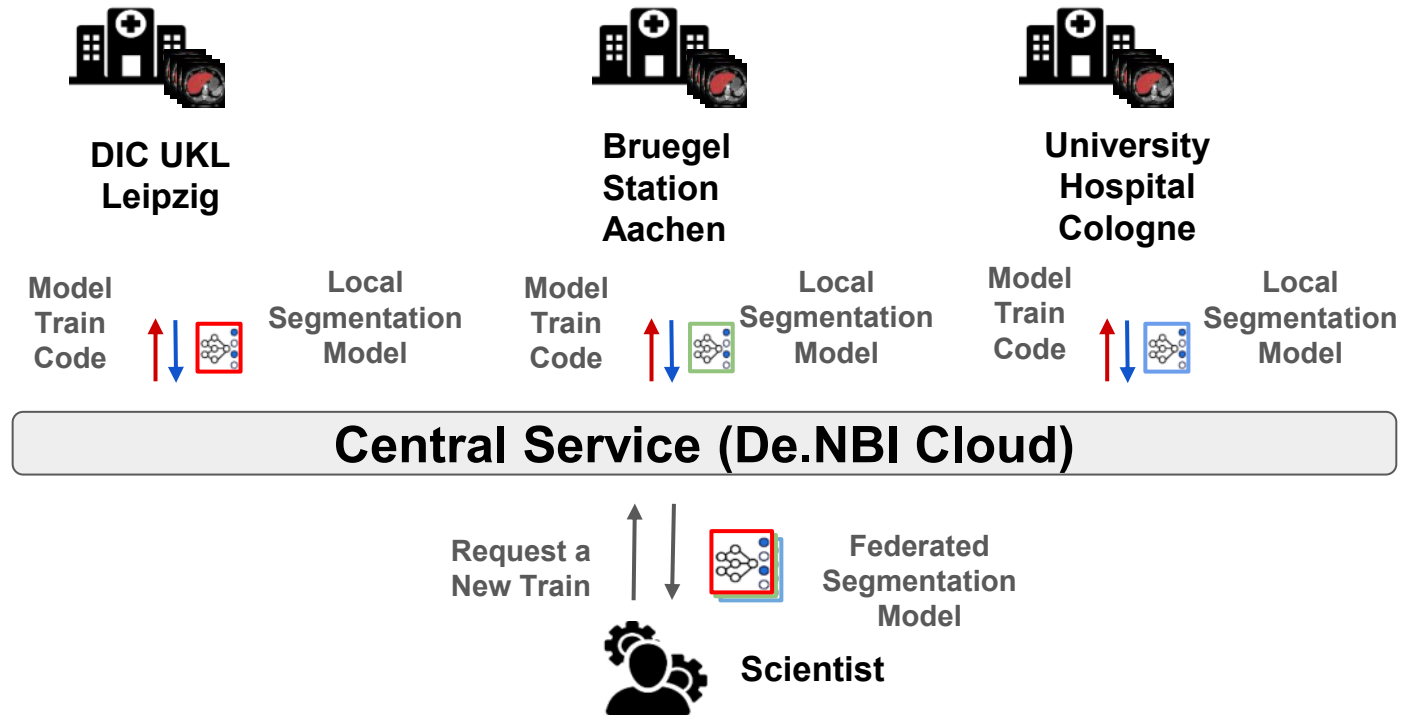 DIC UKL
Leipzig
Bruegel
Station
Aachen
University
Hospital
Cologne
Model
Train
Code
Local
Segmentation
Model
Model
Train
Code
Local
Segmentation
Model
Model
Train
Code
Local
Segmentation
Model
Central Service (De.NBI Cloud)
Request a
New Train
Federated
Segmentation
Model
Scientist